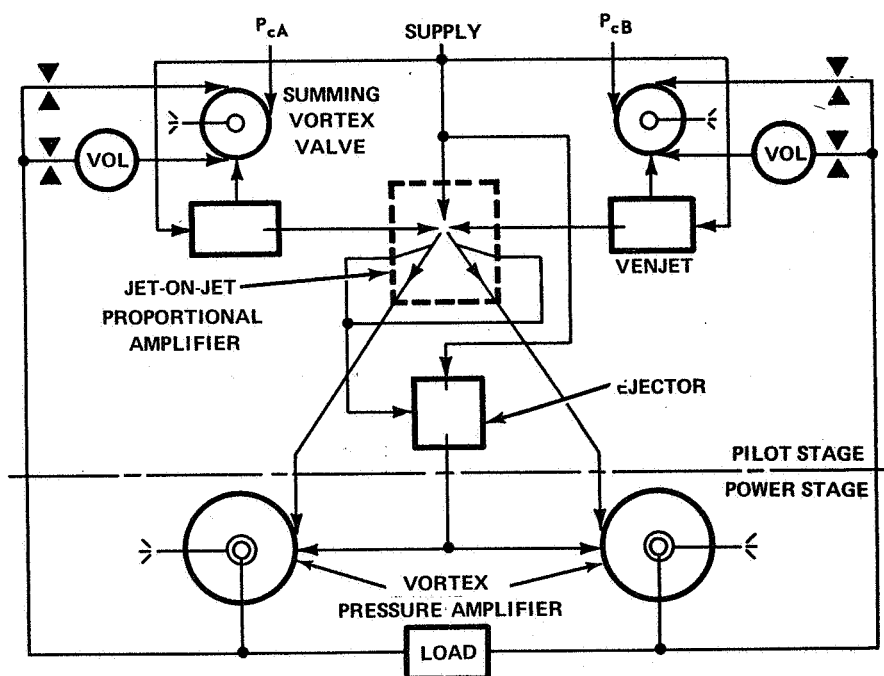 PcA
SUPPLY
PcB
SUMMING
VORTEX
VALVE
VOL
VOL
VENJET
JET-ON-JET
PROPORTIONAL
AMPLIFIER
EJECTOR
PILOT STAGE
POWER STAGE
VORTEX
PRESSURE AMPLIFIER
LOAD